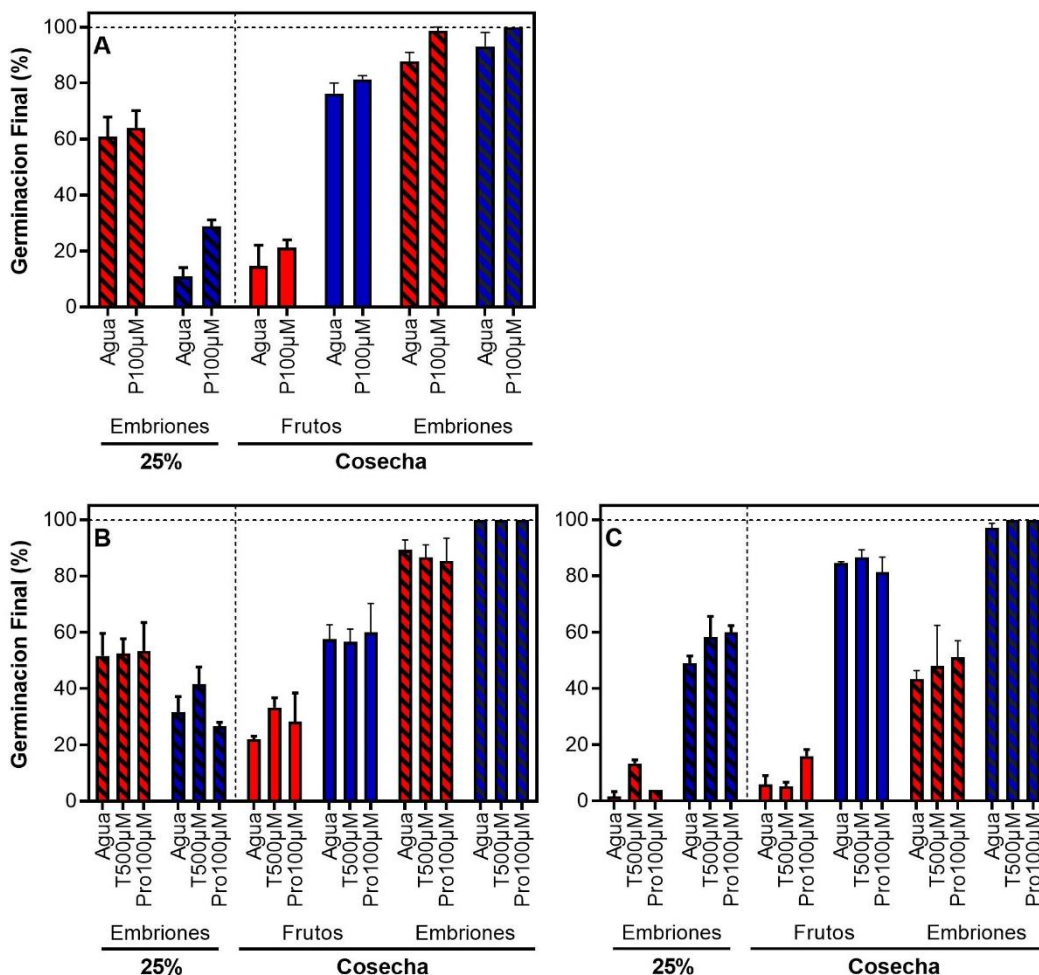 A
Germinacion Final (%)
100
80
60
40
20
0
Agua P100µM Agua P100µM Agua P100µM Agua P100µM Agua P100µM Agua P100µM
Embriones Frutos Embriones
25% Cosecha
B
Germinacion Final (%)
100
80
60
40
20
0
Agua T500µM Pro100µM Agua T500µM Pro100µM Agua T500µM Pro100µM Agua T500µM Pro100µM Agua T500µM Pro100µM Agua T500µM Pro100µM
Embriones Frutos Embriones
25% Cosecha
C
100
80
60
40
20
0
Agua T500µM Pro100µM Agua T500µM Pro100µM Agua T500µM Pro100µM Agua T500µM Pro100µM Agua T500µM Pro100µM Agua T500µM Pro100µM
Embriones Frutos Embriones
25% Cosecha